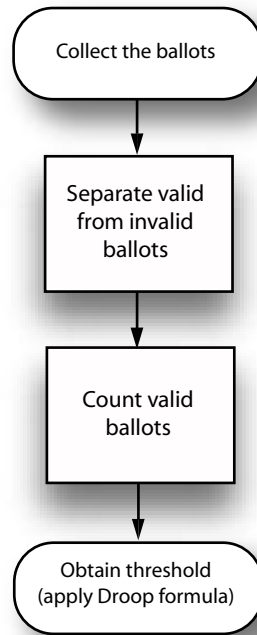 Collect the ballots
Separate valid
from invalid
ballots
Count valid
ballots
Obtain threshold
(apply Droop formula)